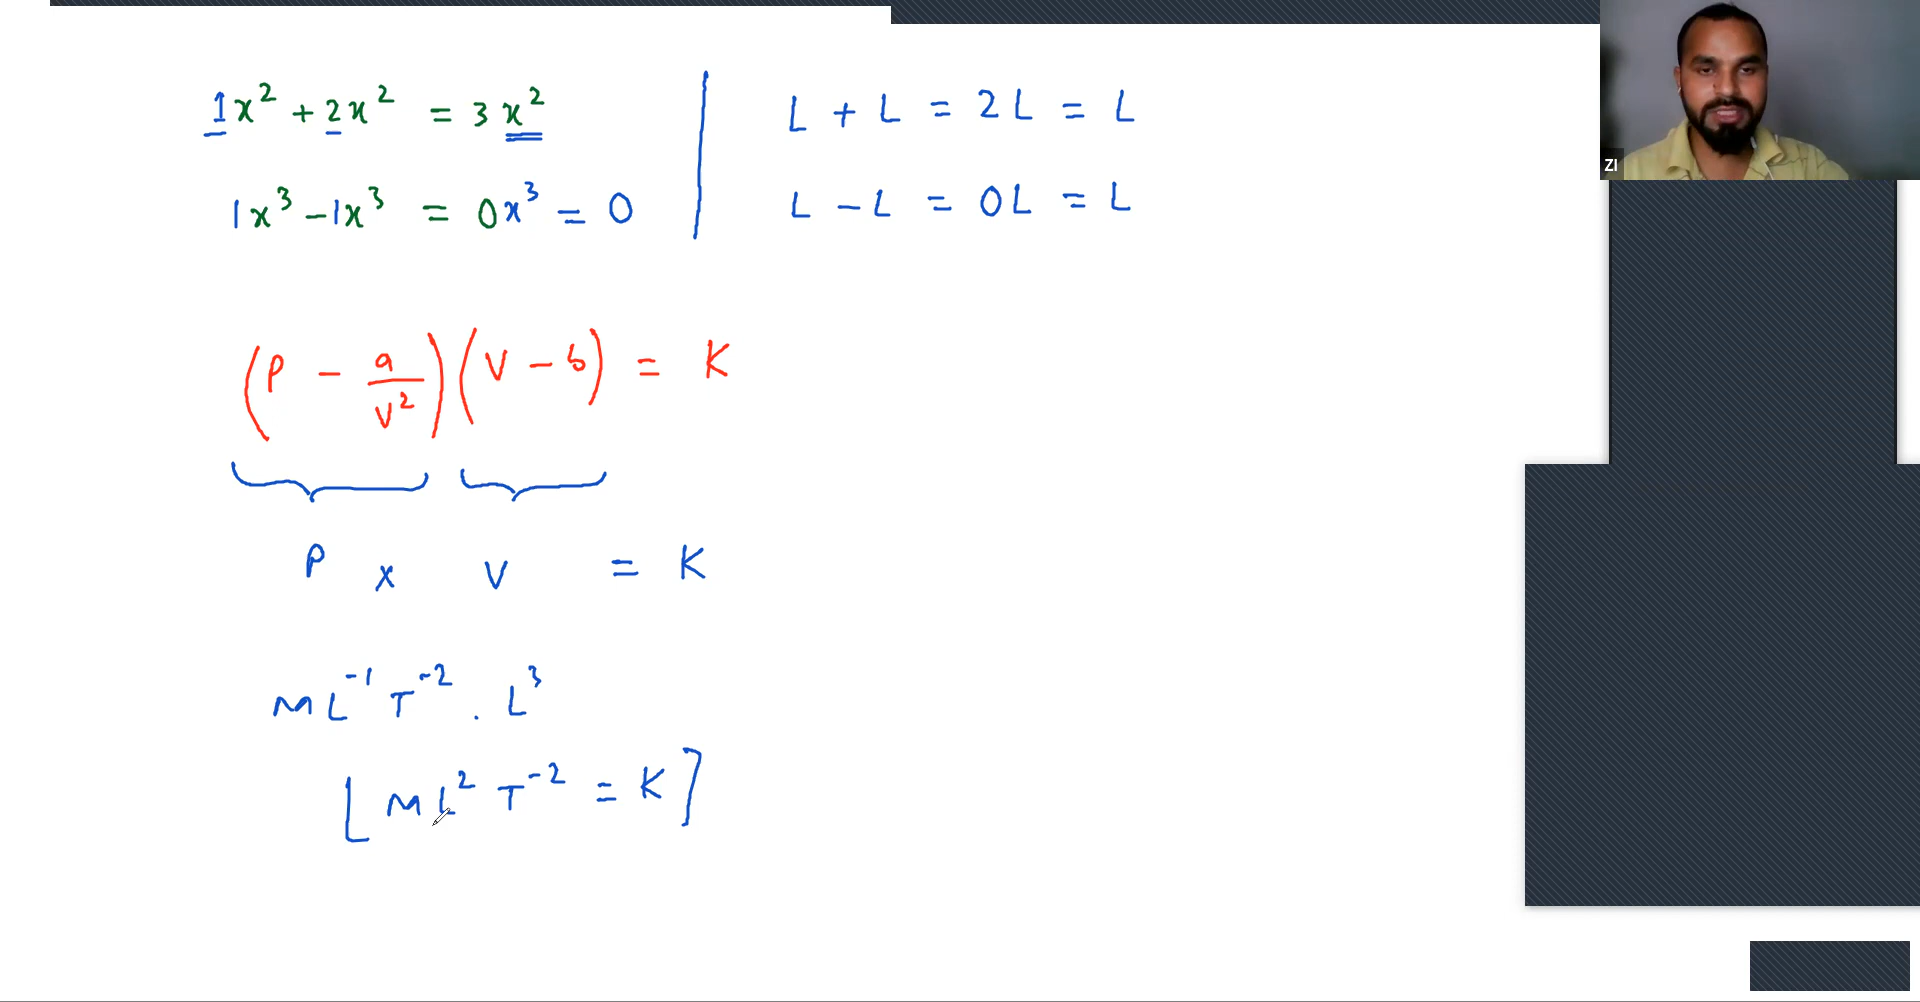 1x² + 2x² = 3x²
1x³ - 1x³ = 0x³ = 0
L + L = 2L = L
L - L = 0L = L
(P - a/V²)(V - b) = K
P x V = K
ML⁻¹T⁻² . L³
[ML²T⁻² = K]
ZI